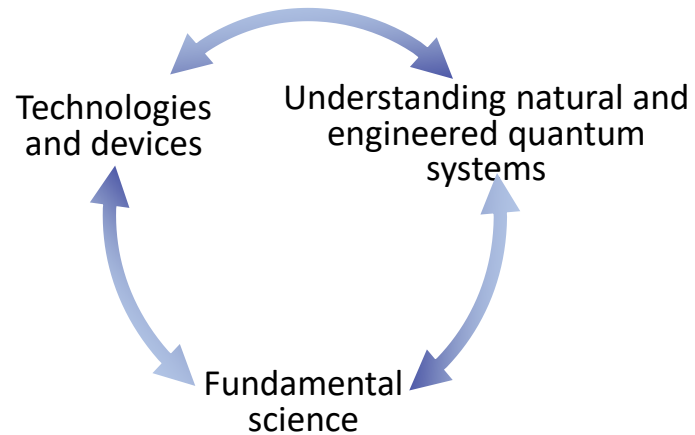 Technologies
and devices
Understanding natural and
engineered quantum
systems
Fundamental
science